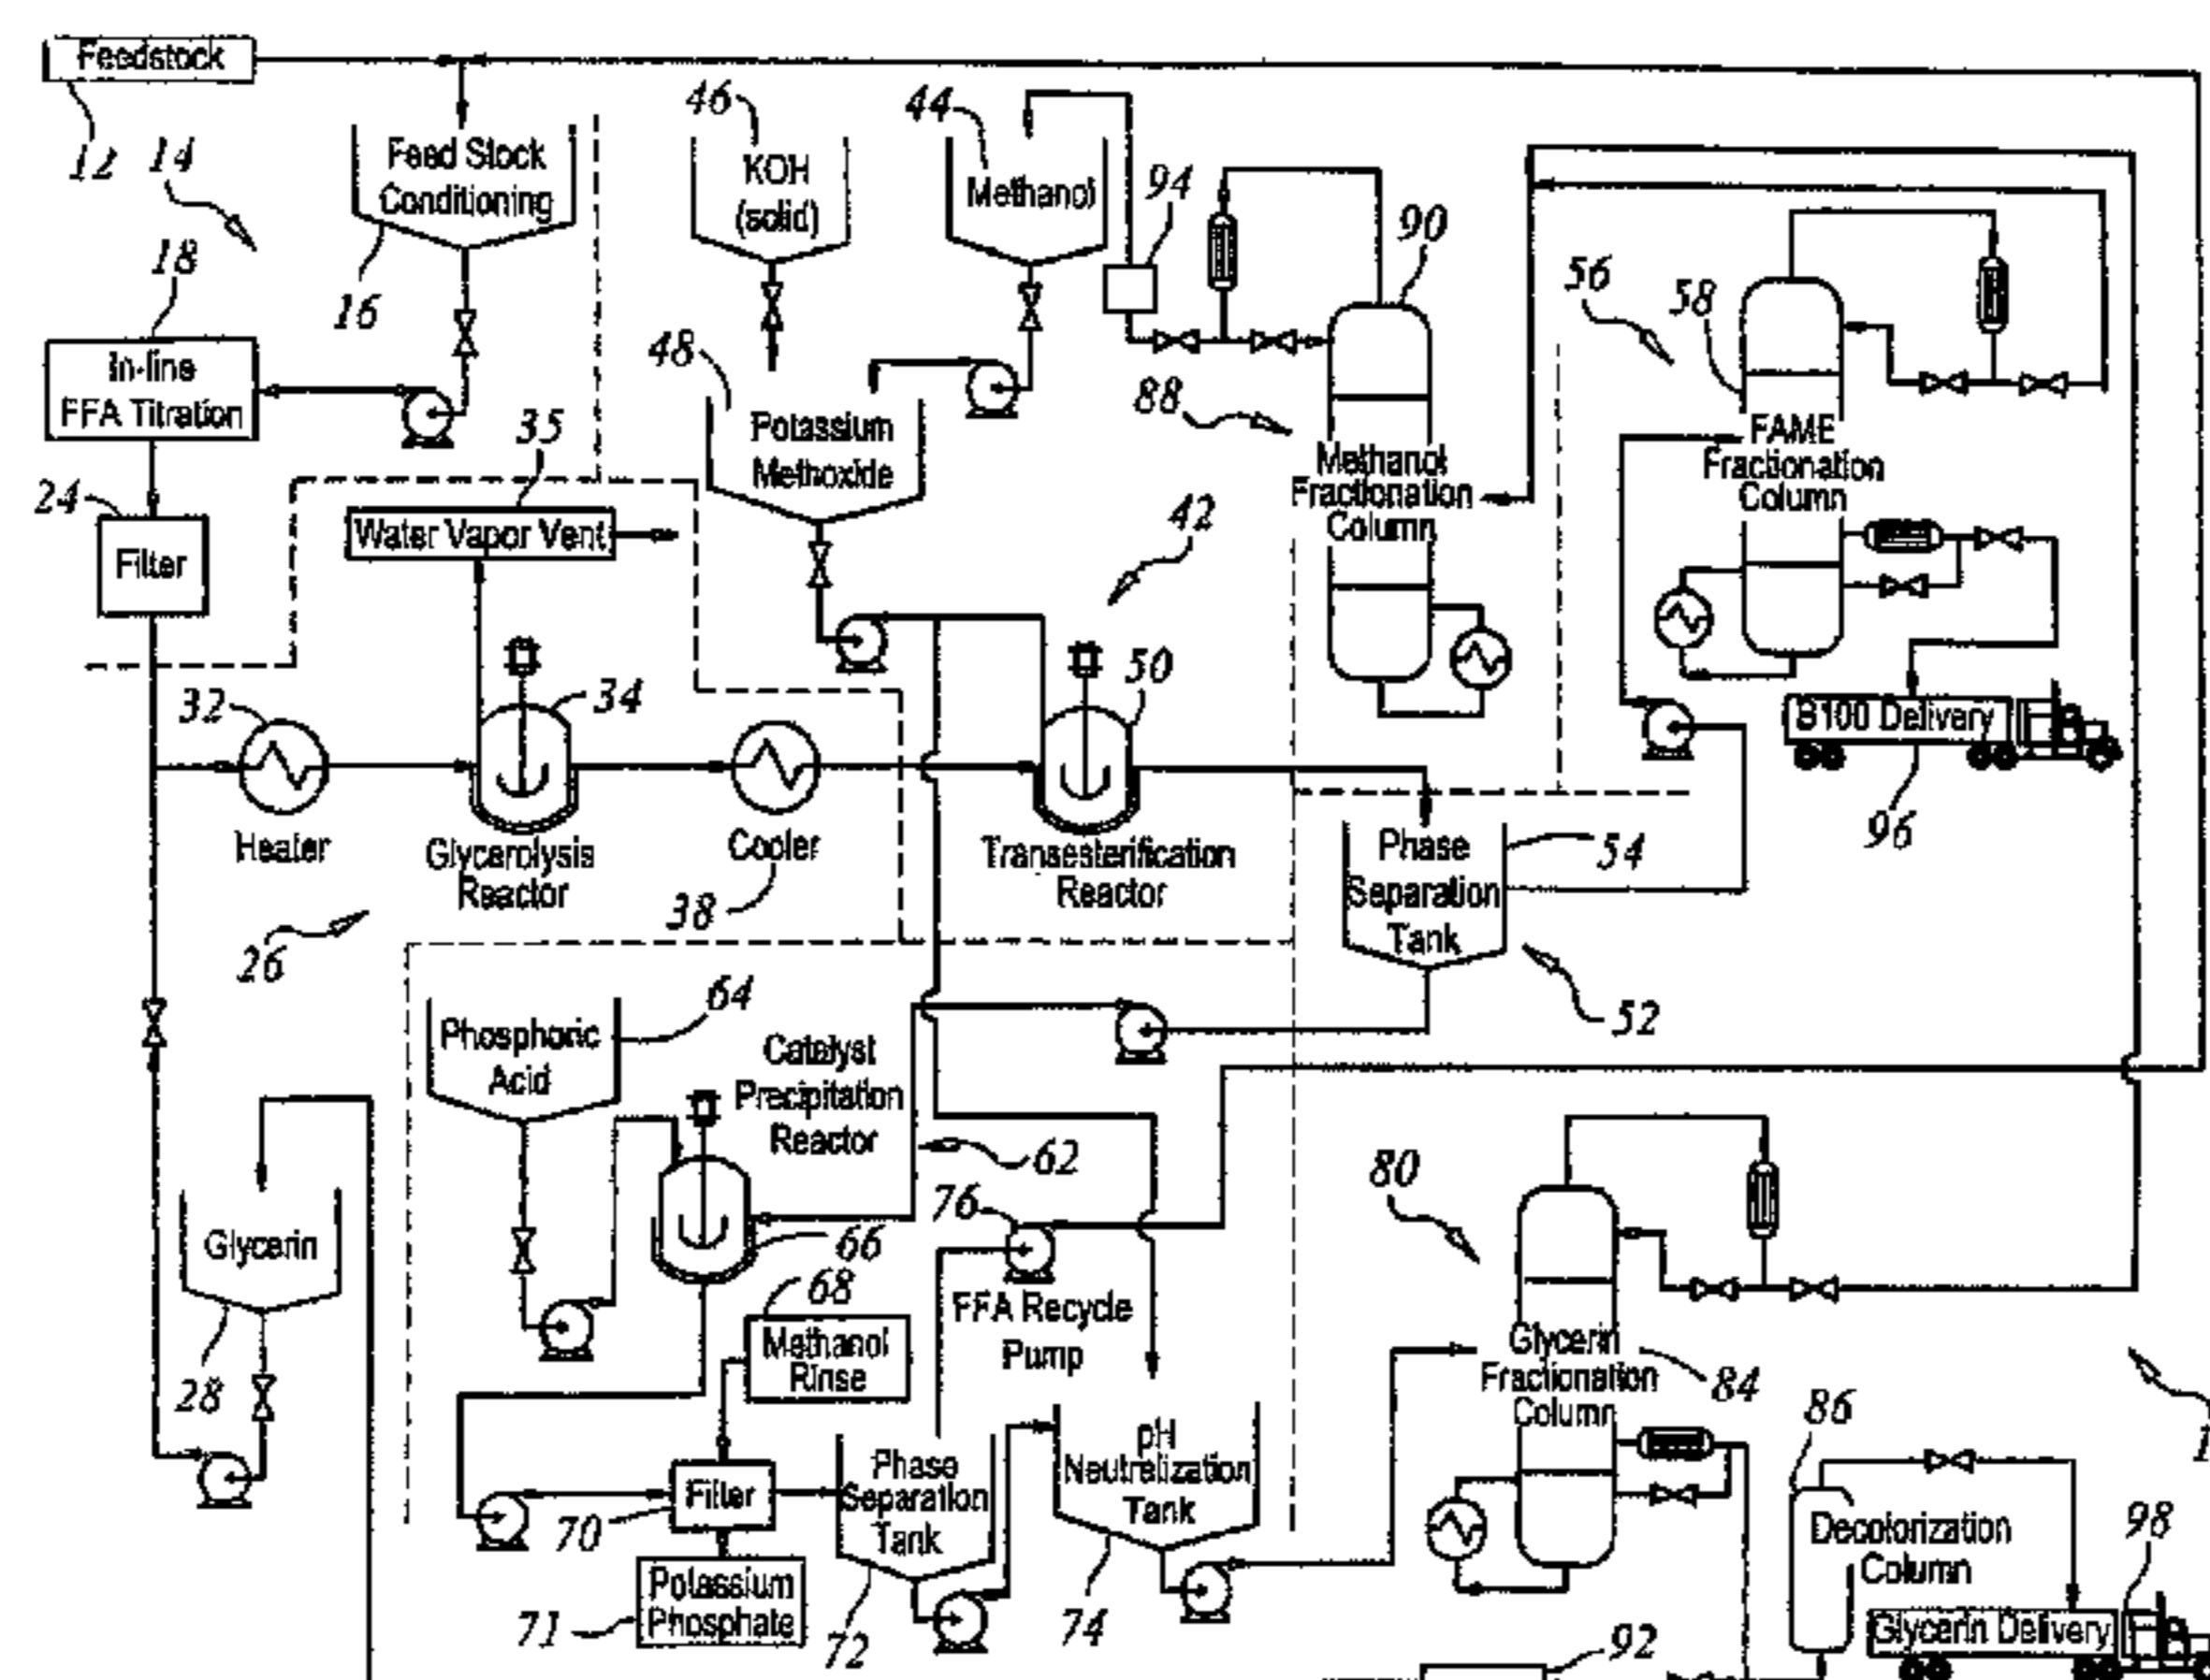 Feedstock
12
14
Feed Stock
Conditioning
16
18
In-line
FFA Titration
24
Filter
46
KOH
(solid)
44
Methanol
94
90
48
Potassium
Methoxide
88
Methanol
Fractionation
Column
56
58
FAME
Fractionation
Column
35
Water Vapor Vent
42
32
Heater
34
Glycerolysis
Reactor
Cooler
38
50
Transesterification
Reactor
26
B100 Delivery
96
Phase
Separation
Tank
54
52
64
Phosphoric
Acid
Catalyst
Precipitation
Reactor
62
66
Glycerin
28
68
Methanol
Rinse
76
FFA Recycle
Pump
Filter
70
Potassium
Phosphate
71
Phase
Separation
Tank
72
pH
Neutrelization
Tank
74
80
Glycerin
Fractionation
Column
84
86
Decolorization
Column
98
Glycerin Delivery
92
1